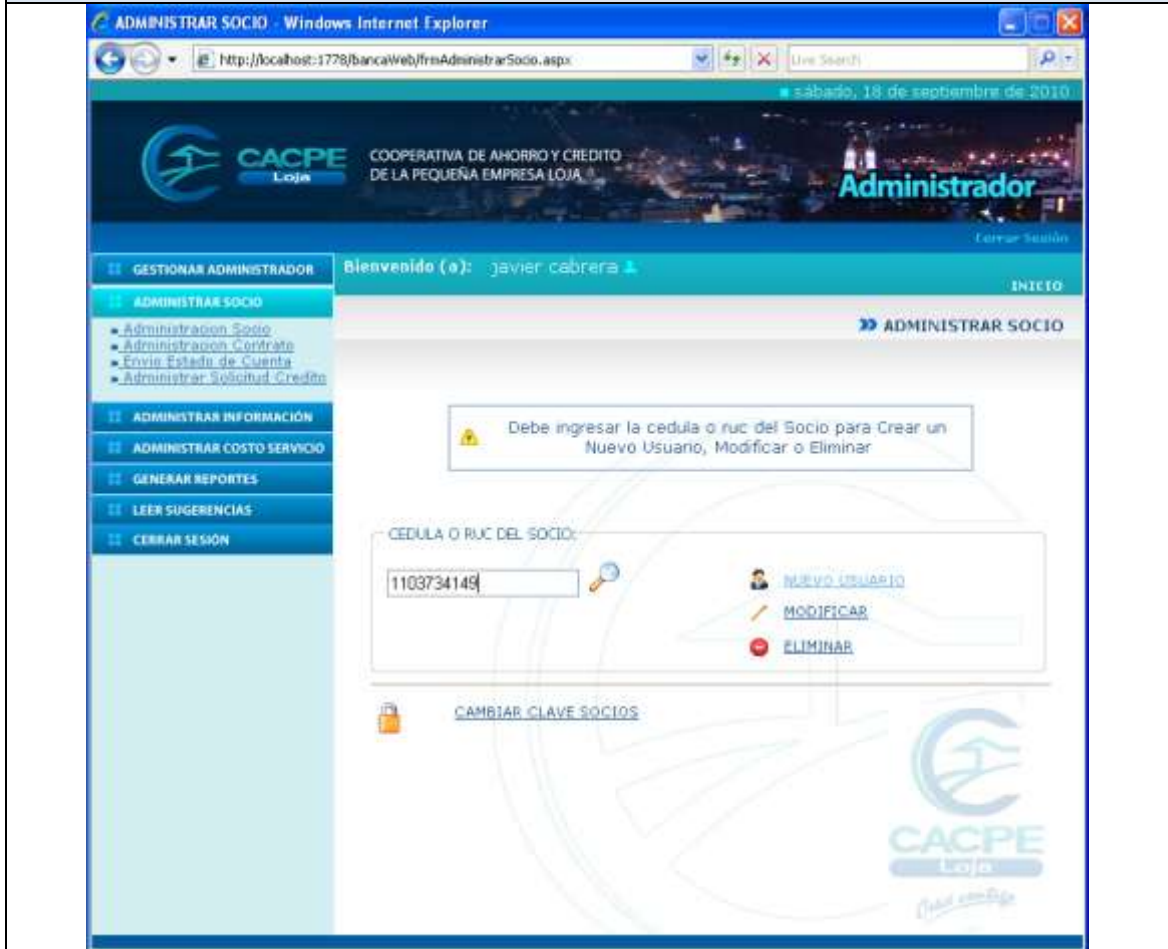 ADMINISTRAR SOCIO - Windows Internet Explorer
http://localhost:1778/bancaWeb/frmAdministrarSocio.aspx
Live Search
sábado, 18 de septiembre de 2010
CACPE
Loja
COOPERATIVA DE AHORRO Y CREDITO
DE LA PEQUEÑA EMPRESA LOJA
Administrador
Cerrar Sesión
GESTIONAR ADMINISTRADOR
Bienvenido (a): javier cabrera
INICIO
ADMINISTRAR SOCIO
ADMINISTRAR SOCIO
Administracion Socio
Administracion Contrato
Envio Estado de Cuenta
Administrar Solicitud Credito
ADMINISTRAR INFORMACIÓN
ADMINISTRAR COSTO SERVICIO
GENERAR REPORTES
LEER SUGERENCIAS
CERRAR SESIÓN
Debe ingresar la cedula o ruc del Socio para Crear un
Nuevo Usuario, Modificar o Eliminar
CEDULA O RUC DEL SOCIO:
1103734149
NUEVO USUARIO
MODIFICAR
ELIMINAR
CAMBIAR CLAVE SOCIOS
CACPE
Loja